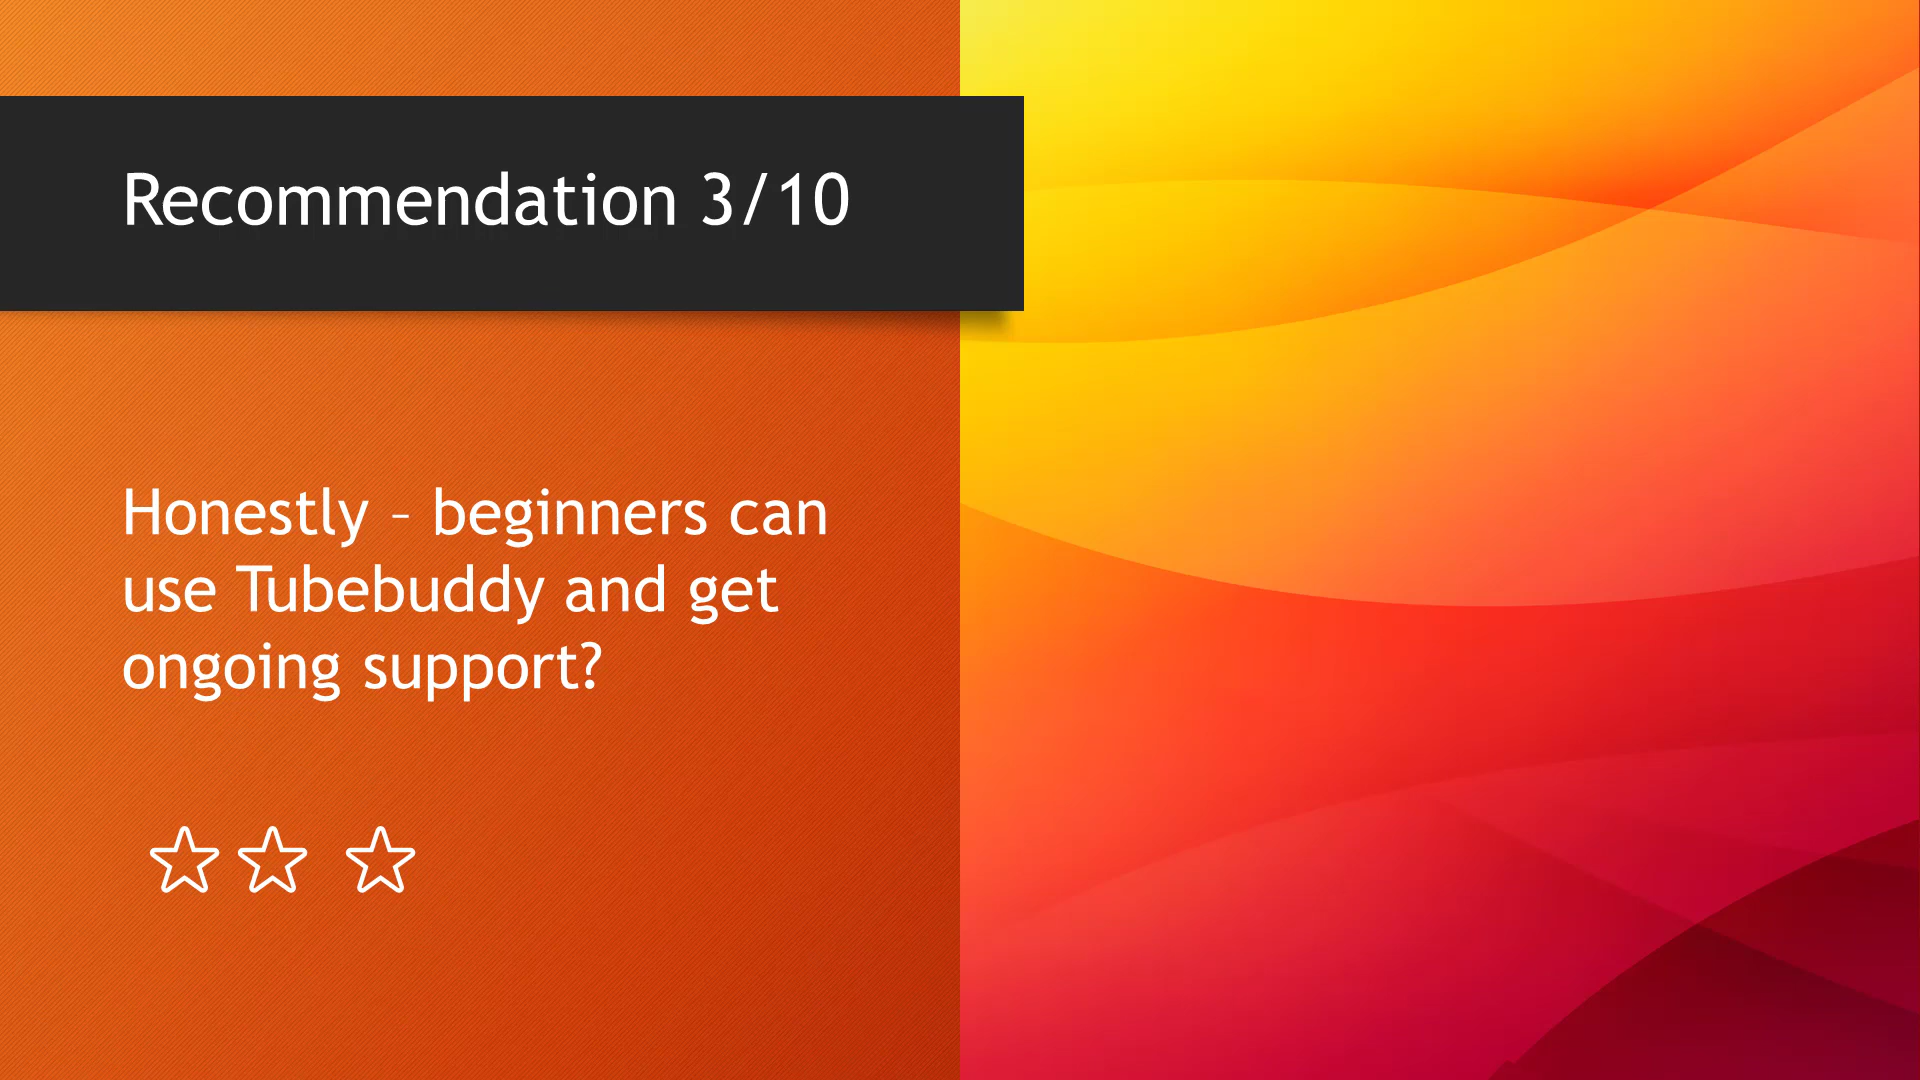 Recommendation 3/10
Honestly – beginners can
use Tubebuddy and get
ongoing support?